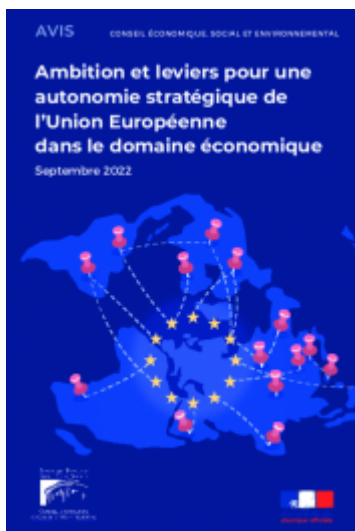 AVIS
CONSEIL ÉCONOMIQUE, SOCIAL ET ENVIRONNEMENTAL
Ambition et leviers pour une
autonomie stratégique de
l'Union Européenne
dans le domaine économique
Septembre 2022